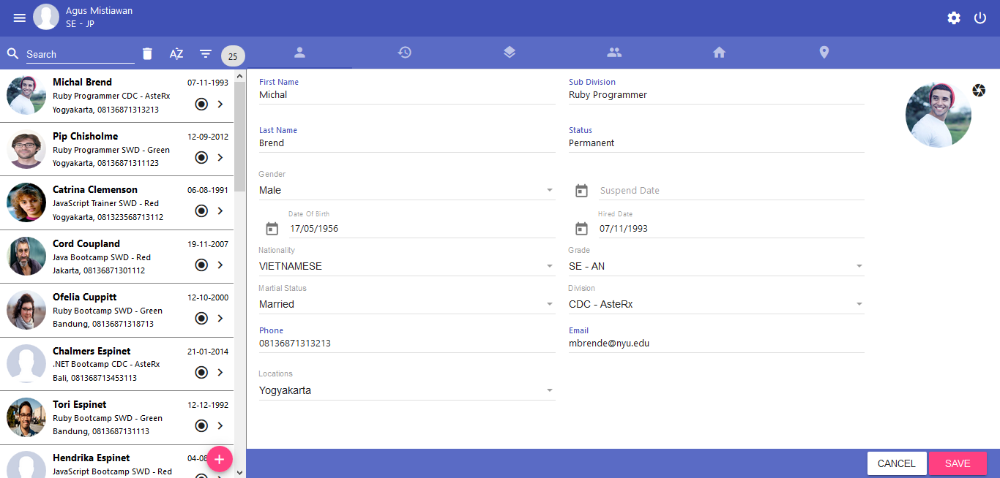 Agus Mistiawan
SE - JP
Search
AZ
25
Michal Brend
07-11-1993
Ruby Programmer CDC - AsteRx
Yogyakarta, 08136871313213
Pip Chisholme
12-09-2012
Ruby Programmer SWD - Green
Yogyakarta, 08136871311123
Catrina Clemenson
06-08-1991
JavaScript Trainer SWD - Red
Yogyakarta, 081323568713112
Cord Coupland
19-11-2007
Java Bootcamp SWD - Red
Jakarta, 08136871301112
Ofelia Cuppitt
12-10-2000
Ruby Bootcamp SWD - Green
Bandung, 08136871318713
Chalmers Espinet
21-01-2014
.NET Bootcamp CDC - AsteRx
Bali, 081368713453113
Tori Espinet
12-12-1992
Ruby Bootcamp SWD - Green
Bandung, 0813687131113
Hendrika Espinet
04-08
JavaScript Bootcamp SWD - Red
First Name
Michal
Last Name
Brend
Gender
Male
Date Of Birth
17/05/1956
Nationality
VIETNAMESE
Martial Status
Married
Phone
08136871313213
Locations
Yogyakarta
Sub Division
Ruby Programmer
Status
Permanent
Suspend Date
Hired Date
07/11/1993
Grade
SE - AN
Division
CDC - AsteRx
Email
mbrende@nyu.edu
CANCEL
SAVE